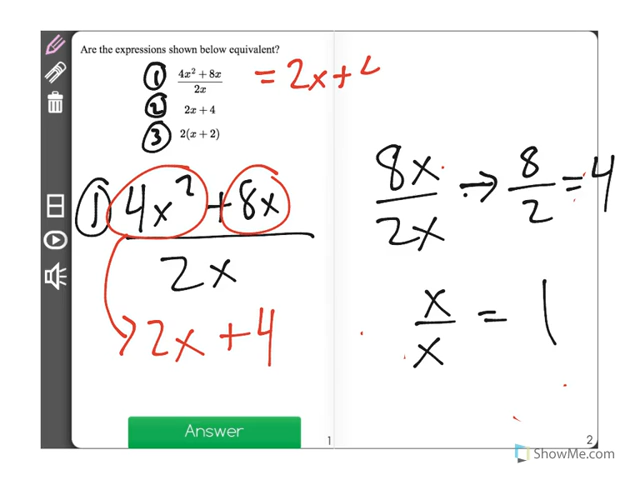 Are the expressions shown below equivalent?
① 4x² + 8x / 2x = 2x+4
② 2x + 4
③ 2(x + 2)
① 4x² + 8x / 2x
→ 2x + 4
8x / 2x → 8 / 2 = 4
x / x = 1
Answer
1
2
ShowMe.com